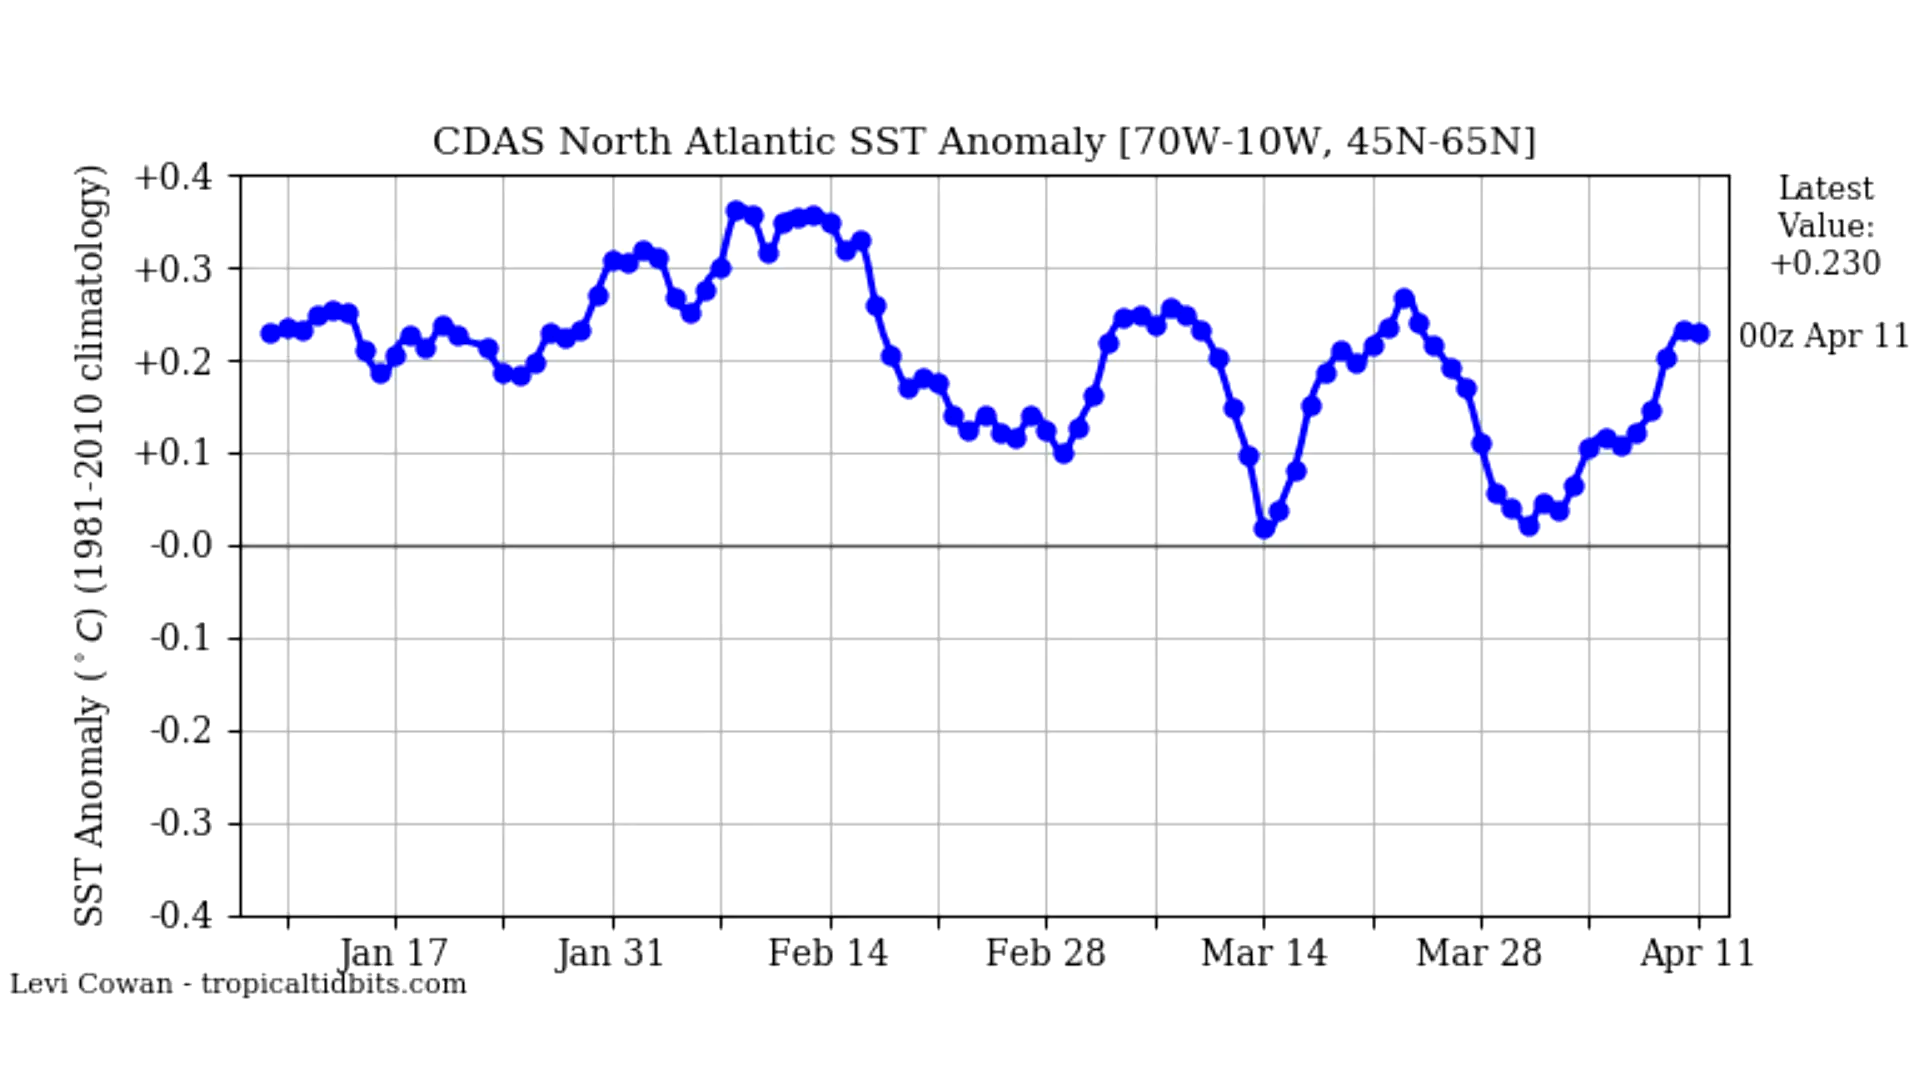 CDAS North Atlantic SST Anomaly [70W-10W, 45N-65N]
SST Anomaly (°C) (1981-2010 climatology)
+0.4
+0.3
+0.2
+0.1
-0.0
-0.1
-0.2
-0.3
-0.4
Jan 17
Jan 31
Feb 14
Feb 28
Mar 14
Mar 28
Apr 11
Latest
Value:
+0.230
00z Apr 11
Levi Cowan - tropicaltidbits.com